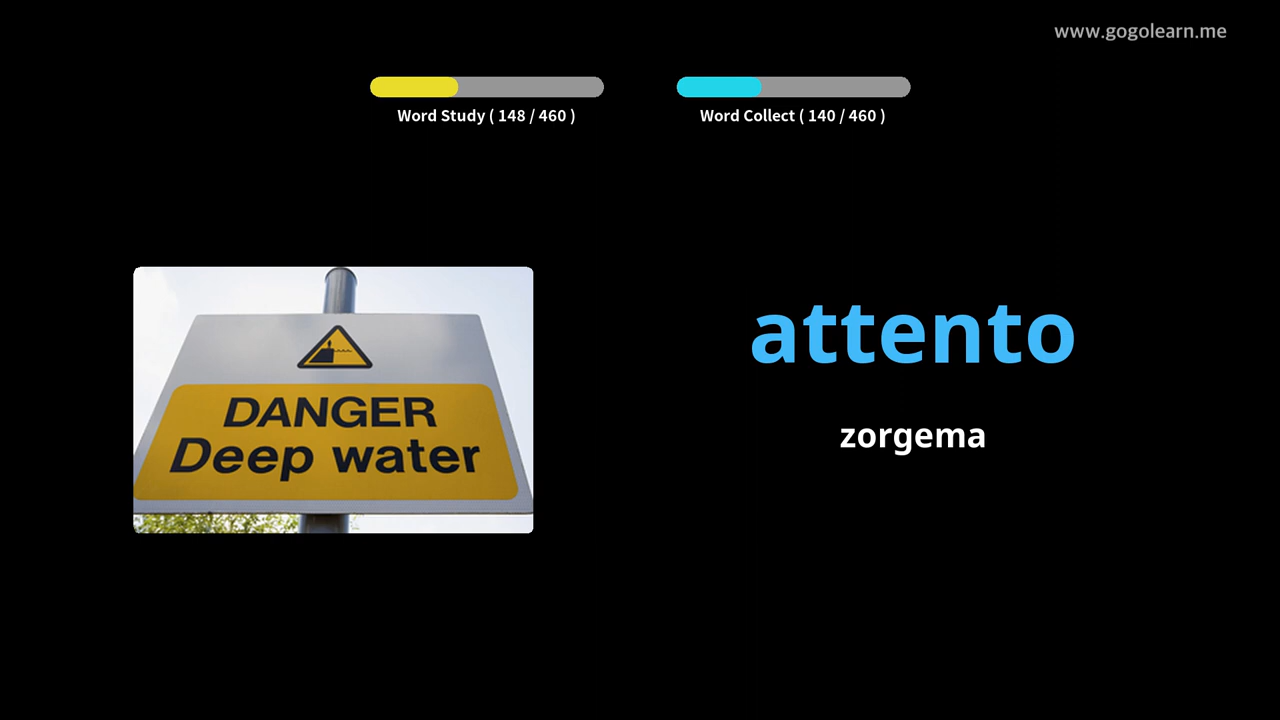 www.gogolearn.me
Word Study ( 148 / 460 )
Word Collect ( 140 / 460 )
DANGER
Deep water
attento
zorgema